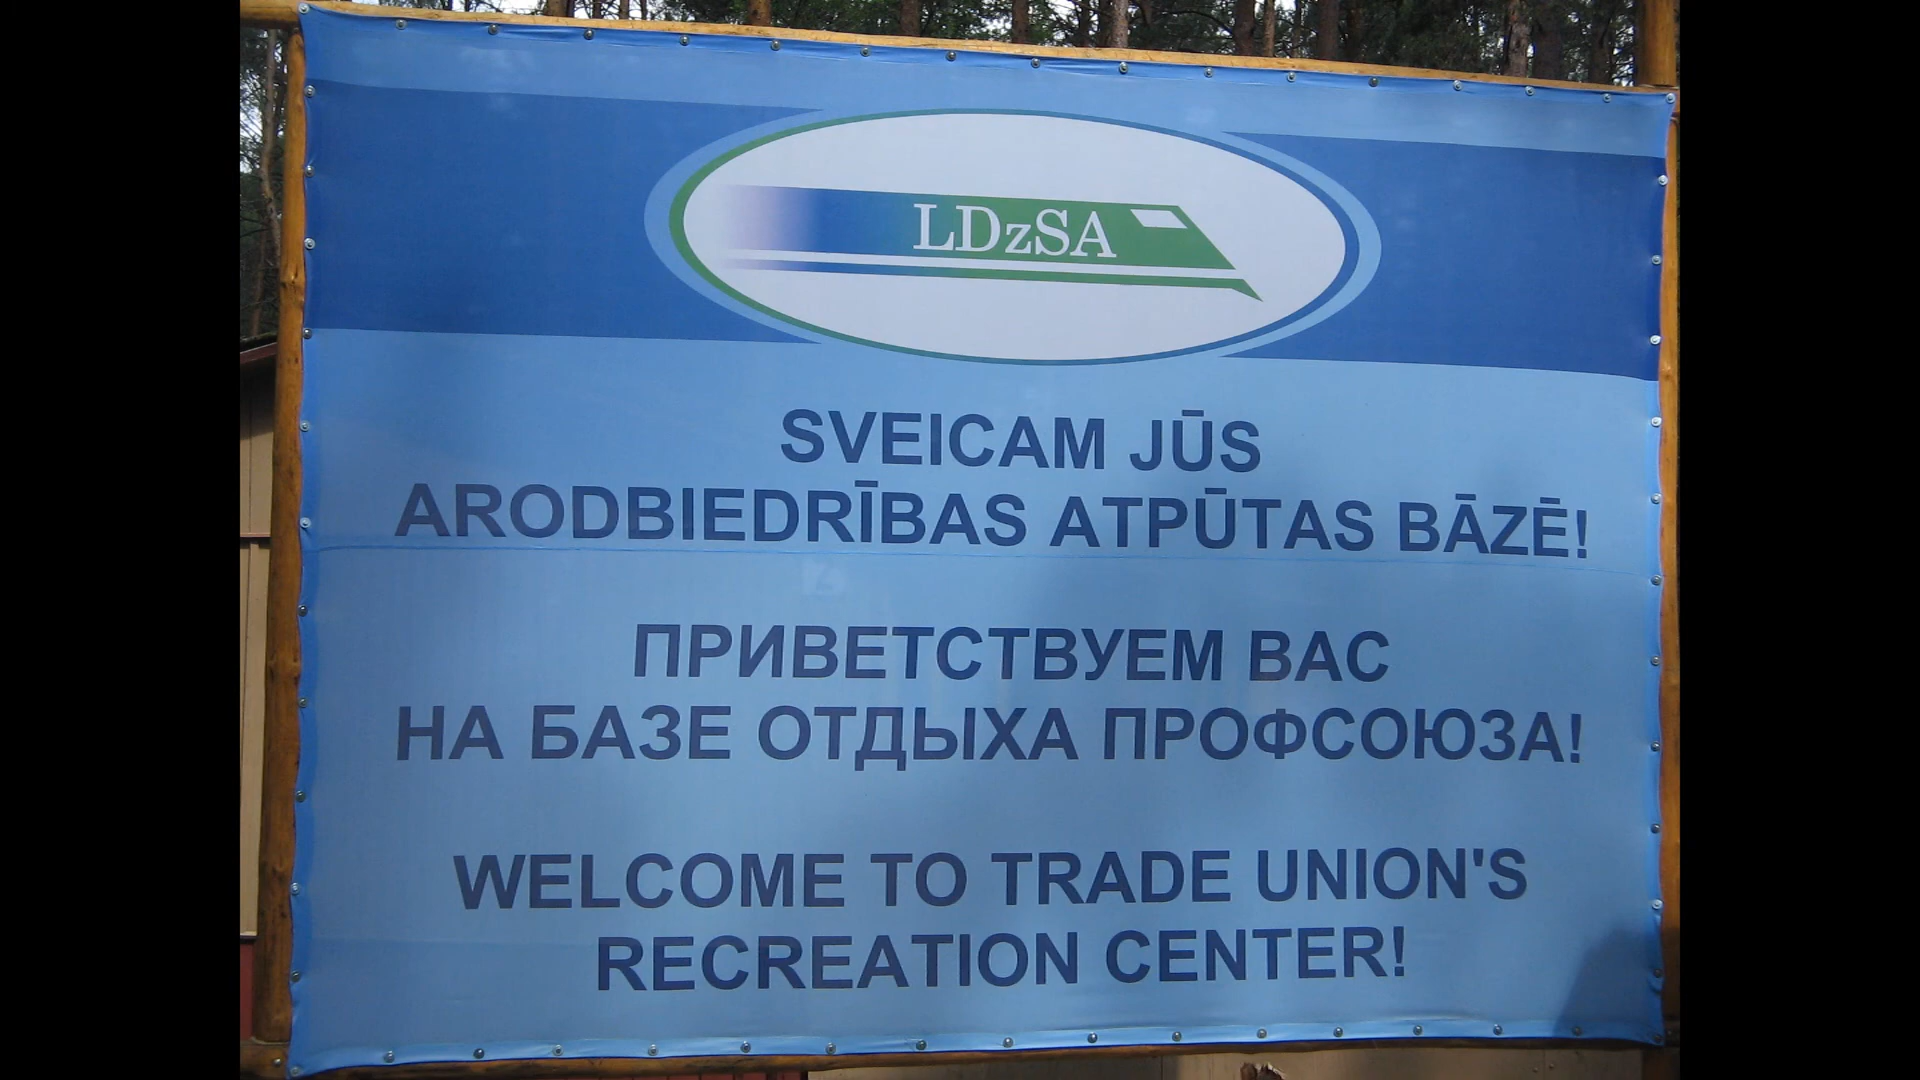 LDzSA
SVEICAM JŪS
ARODBIEDRĪBAS ATPŪTAS BĀZĒ!
ПРИВЕТСТВУЕМ ВАС
НА БАЗЕ ОТДЫХА ПРОФСОЮЗА!
WELCOME TO TRADE UNION'S
RECREATION CENTER!